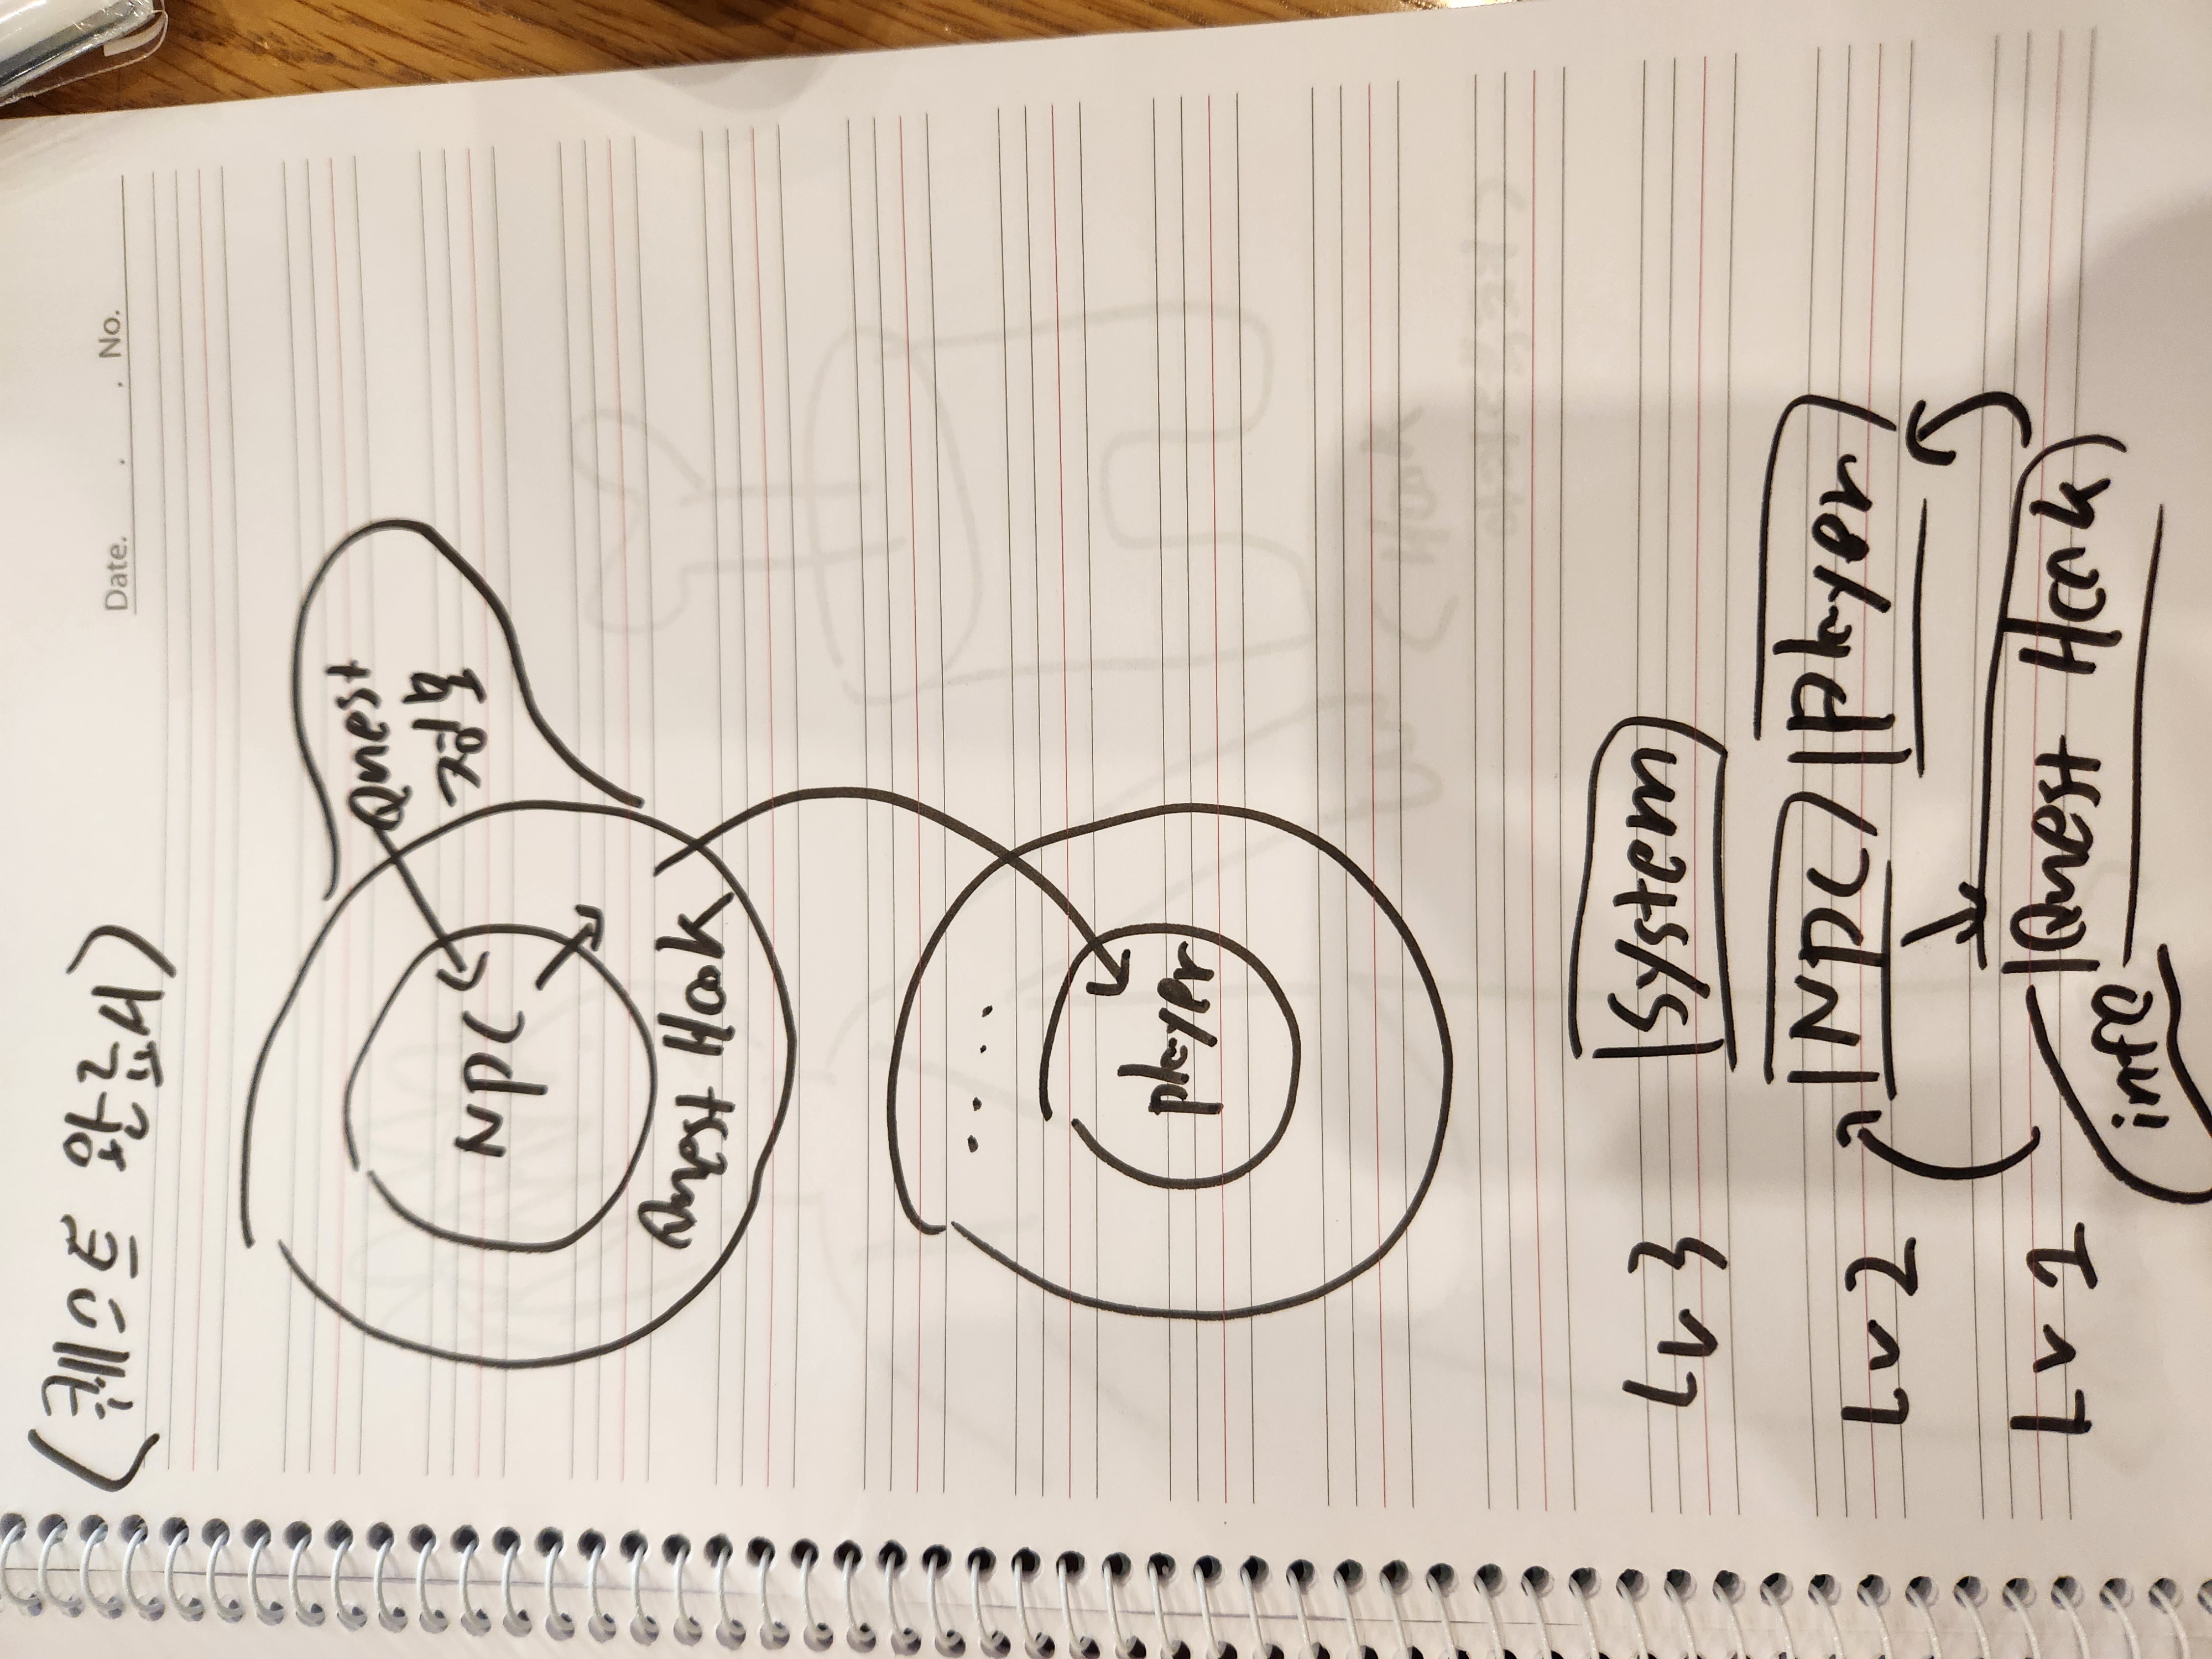 (퀘스트 완료시)
Date. . . No.
Quest
정보
NPC
Quest Hook
....
player
Lv 3 System
Lv 2 NPC player
Lv 1 Quest Hook
info